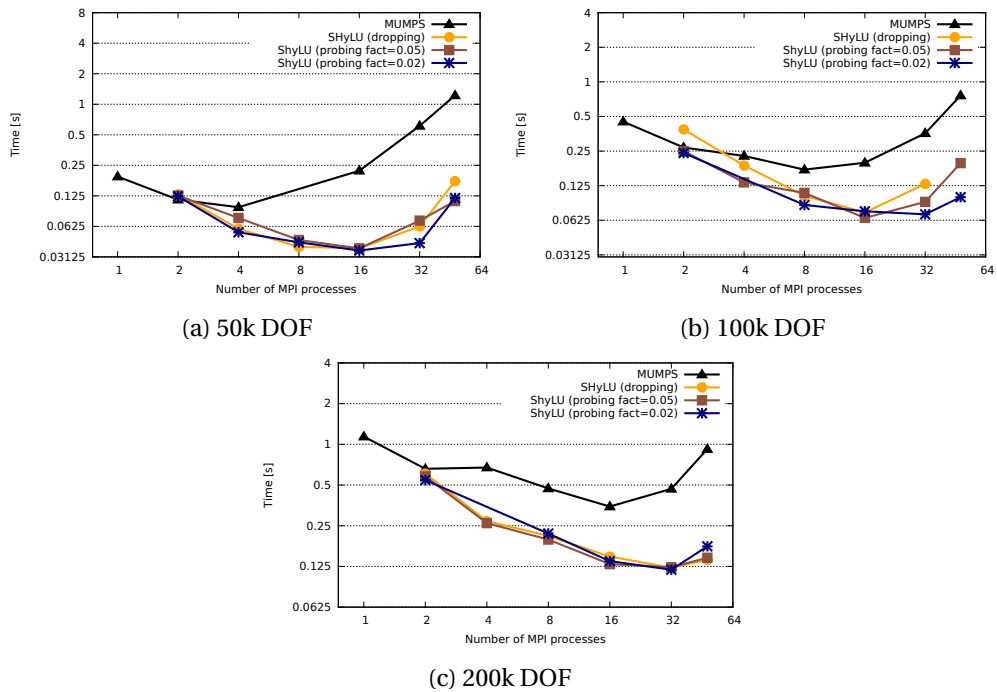 8
4
2
1
0.5
0.25
0.125
0.0625
0.03125
Time [s]
1 2 4 8 16 32 64
Number of MPI processes
MUMPS
SHyLU (dropping)
ShyLU (probing fact=0.05)
ShyLU (probing fact=0.02)
(a) 50k DOF
4
2
1
0.5
0.25
0.125
0.0625
0.03125
Time [s]
1 2 4 8 16 32 64
Number of MPI processes
MUMPS
SHyLU (dropping)
ShyLU (probing fact=0.05)
ShyLU (probing fact=0.02)
(b) 100k DOF
4
2
1
0.5
0.25
0.125
0.0625
Time [s]
1 2 4 8 16 32 64
Number of MPI processes
MUMPS
SHyLU (dropping)
ShyLU (probing fact=0.05)
ShyLU (probing fact=0.02)
(c) 200k DOF